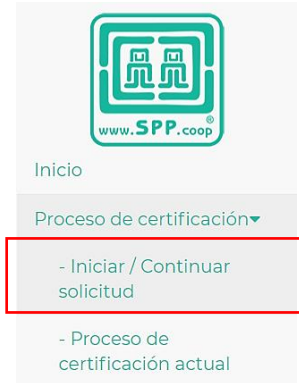 www.SPP.coop®
Inicio
Proceso de certificación▾
- Iniciar / Continuar
solicitud
- Proceso de
certificación actual